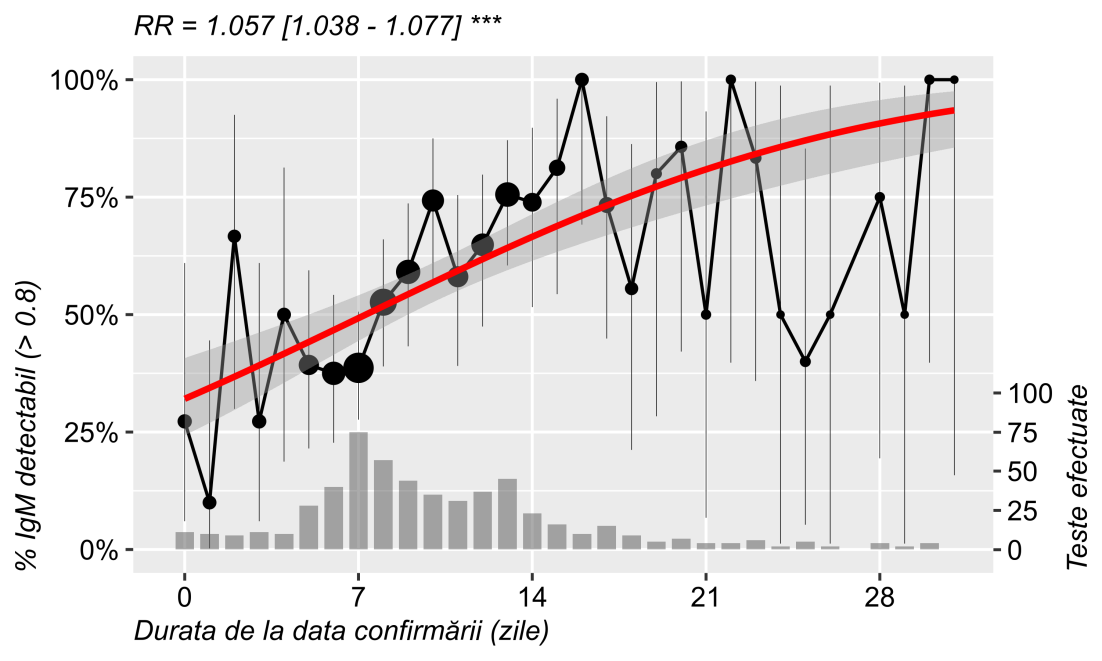 RR = 1.057 [1.038 - 1.077] ***
100%
75%
50%
25%
0%
% IgM detectabil (> 0.8)
100
75
50
25
0
Teste efectuate
0 7 14 21 28
Durata de la data confirmării (zile)